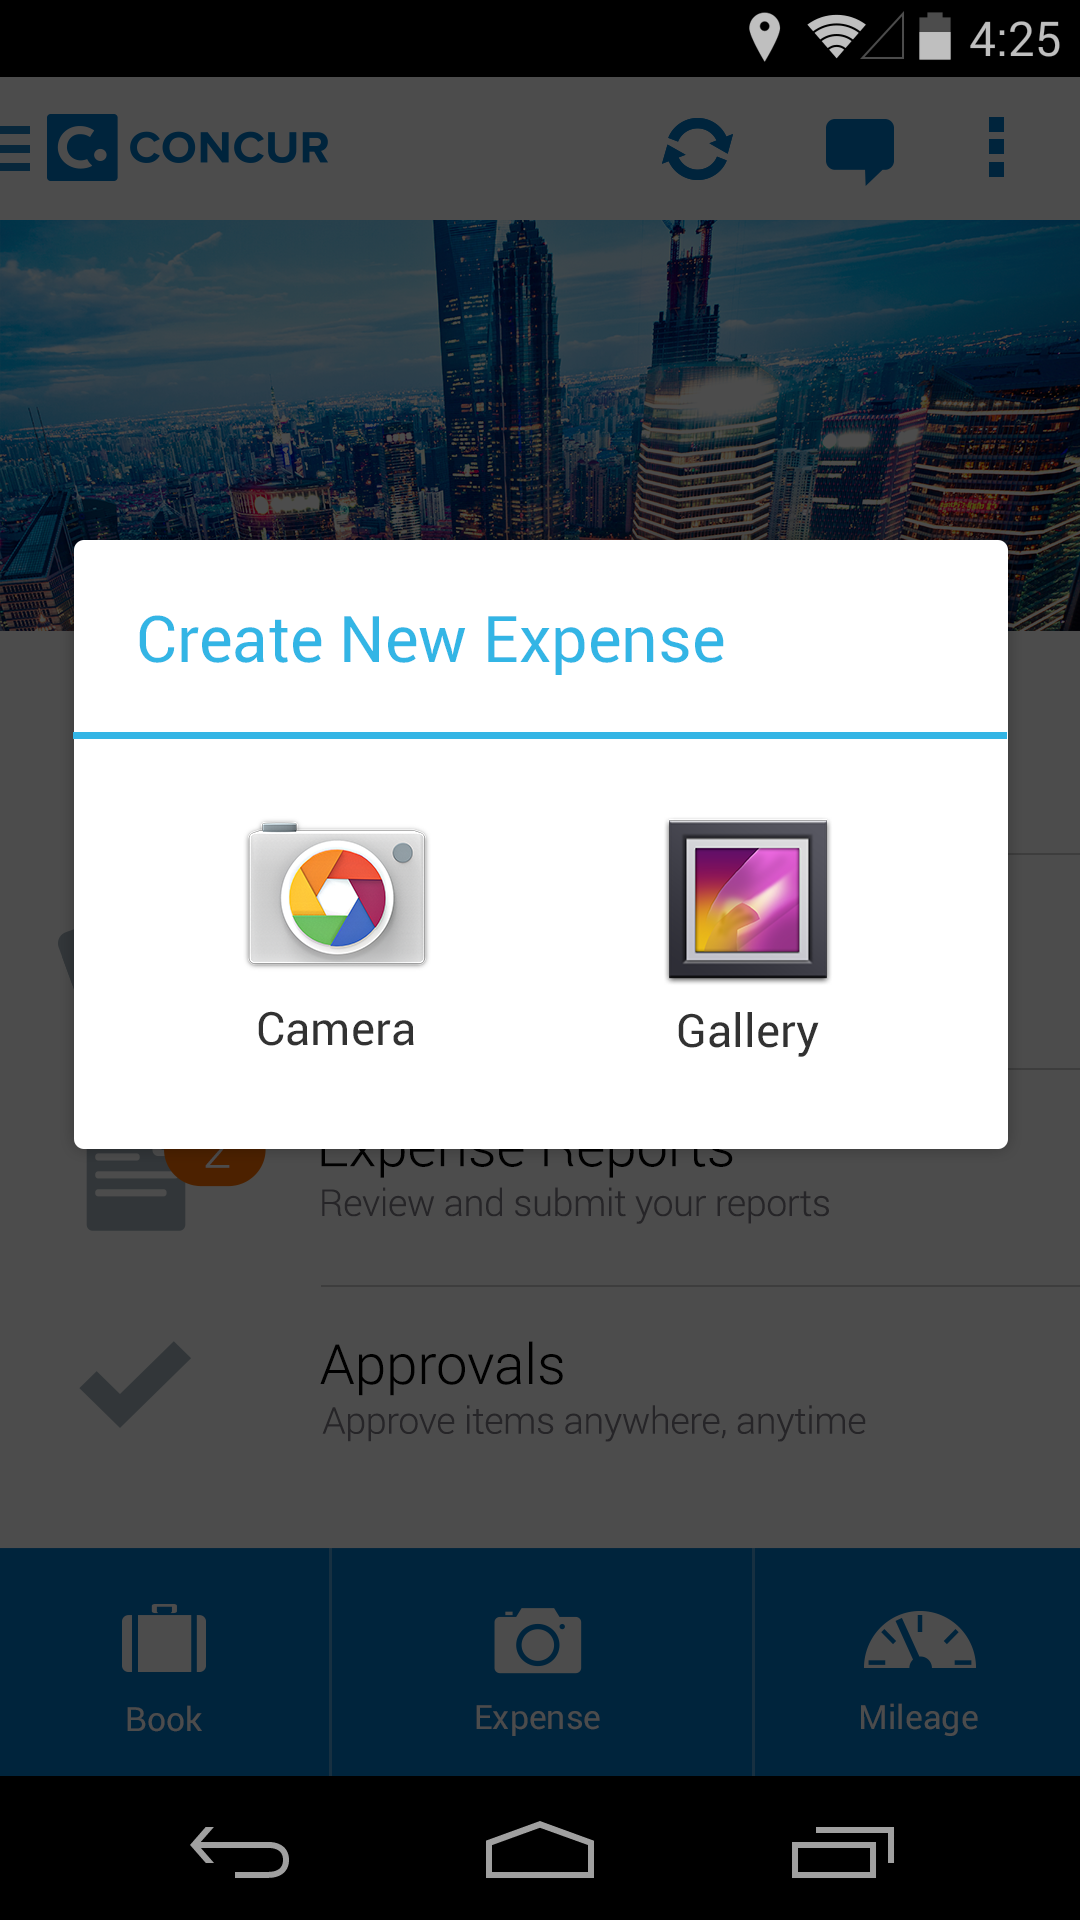 4:25
CONCUR
Create New Expense
Camera
Gallery
2
Expense Reports
Review and submit your reports
Approvals
Approve items anywhere, anytime
Book
Expense
Mileage